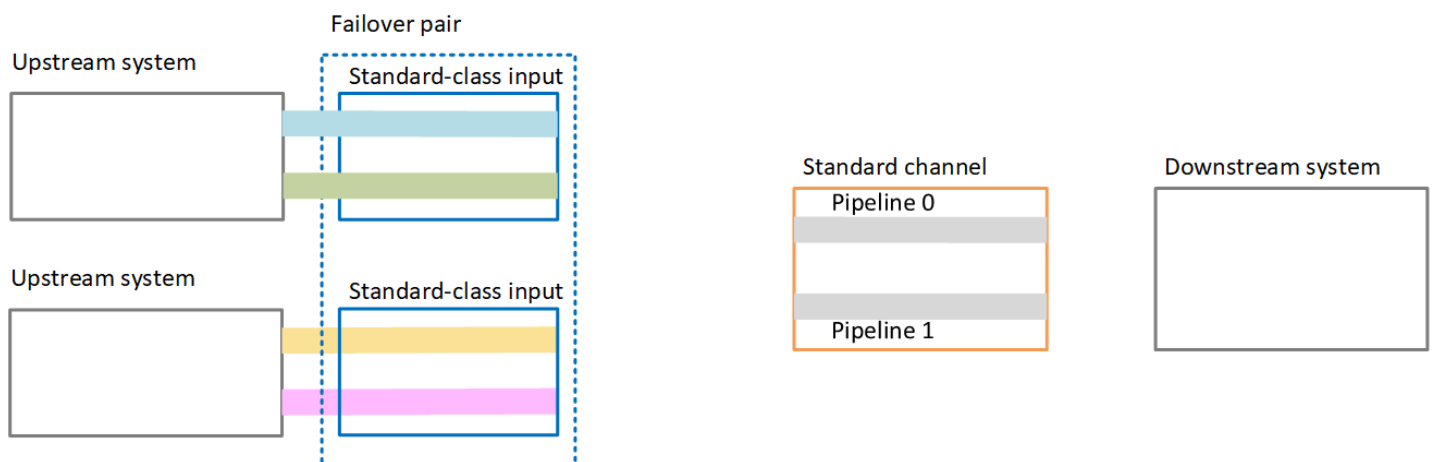 Failover pair
Upstream system
Standard-class input
Standard channel
Downstream system
Pipeline 0
Upstream system
Standard-class input
Pipeline 1